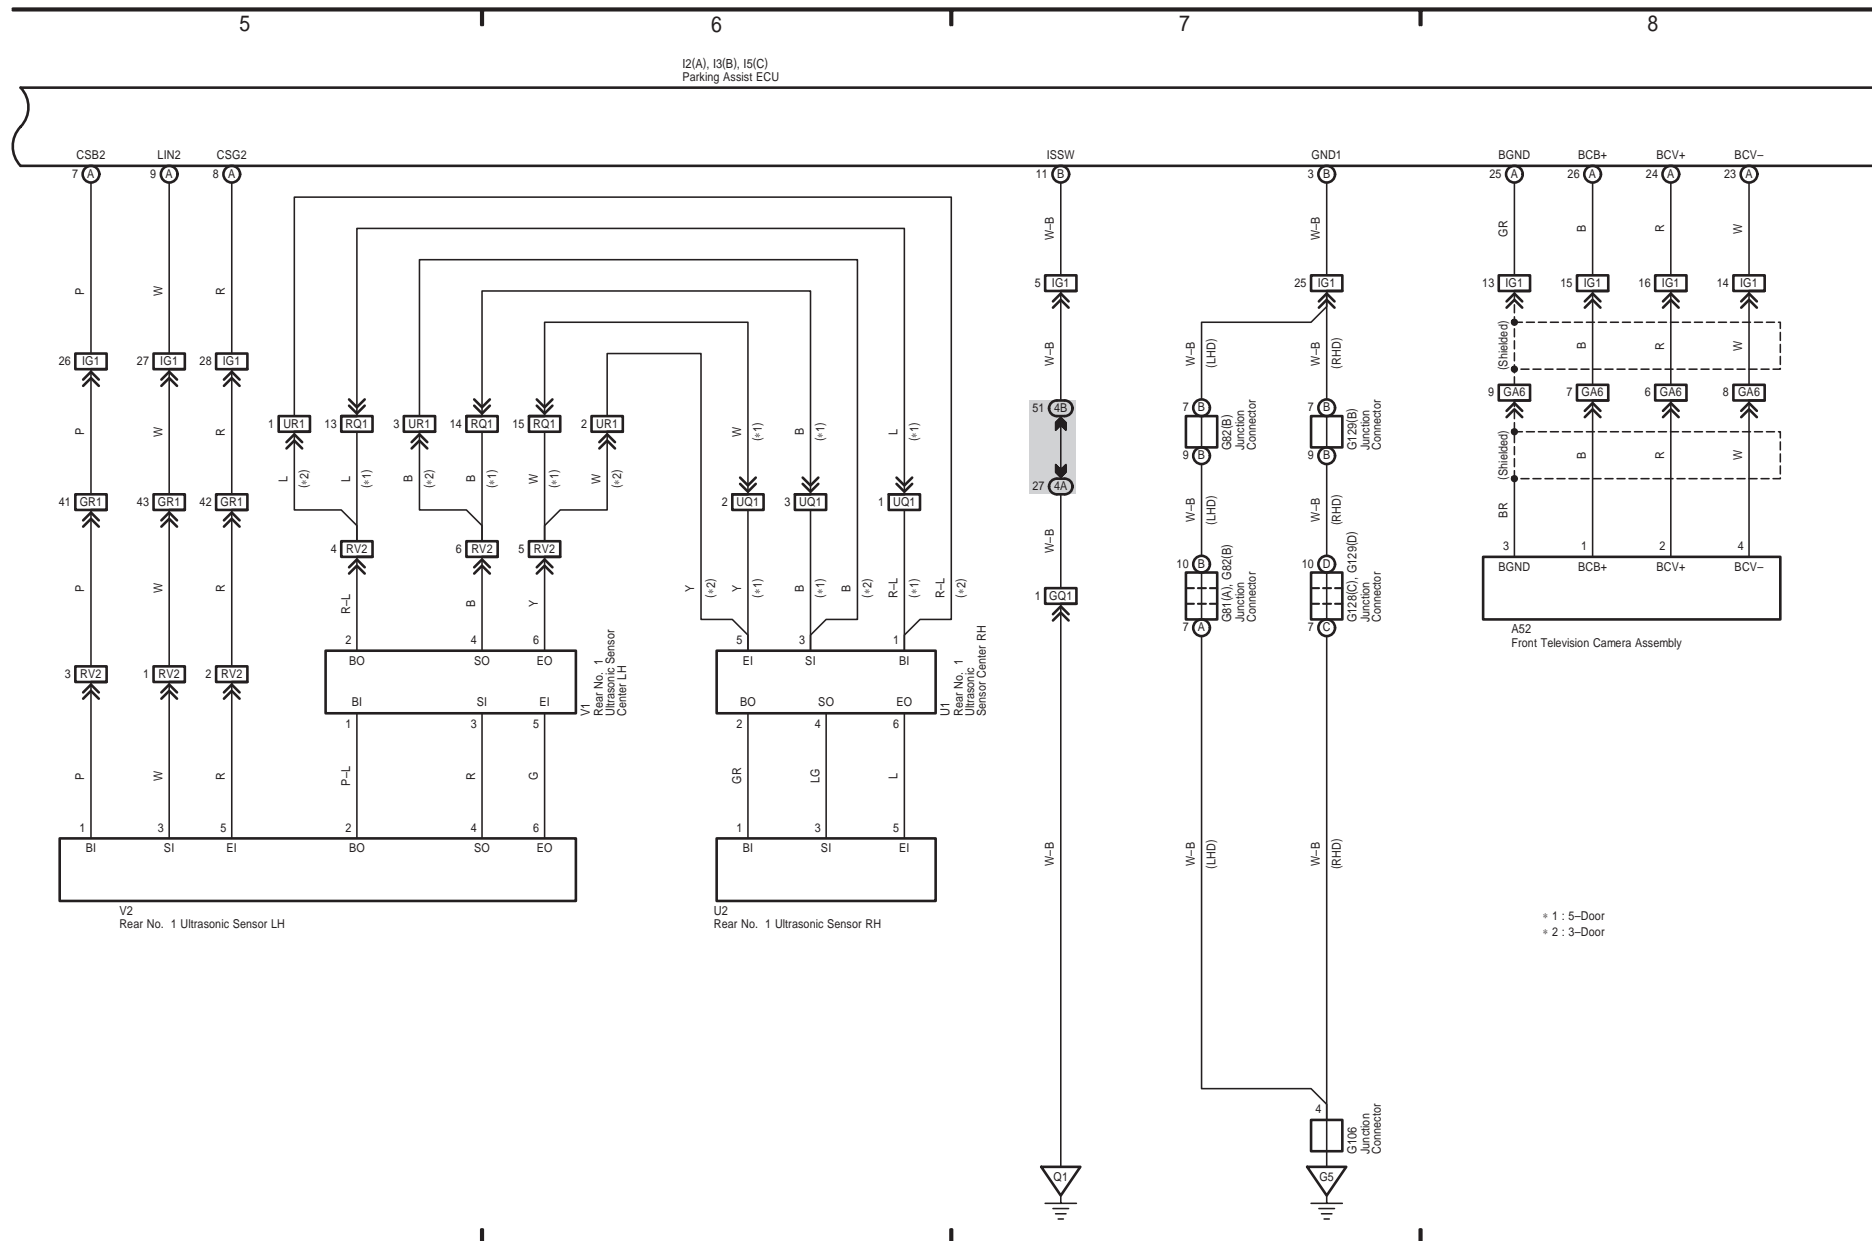 5 6 7 8
I2(A), I3(B), I5(C)
Parking Assist ECU
CSB2 LIN2 CSG2 ISSW GND1 BGND BCB+ BCV+ BCV–
7 A 9 A 8 A 11 B 3 B 25 A 26 A 24 A 23 A
W–B W–B GR B R W
P W R
5 IG1 25 IG1 13 IG1 15 IG1 16 IG1 14 IG1
26 IG1 27 IG1 28 IG1
W–B W–B (LHD) W–B (RHD) (Shielded) B R W
9 GA6 7 GA6 6 GA6 8 GA6
1 UR1 13 RQ1 3 UR1 14 RQ1 15 RQ1 2 UR1
51 4B 7 B 7 B
G82(B)
Junction
Connector
G129(B)
Junction
Connector
9 B 9 B
P W R
W (∗1) B (∗1) L (∗1)
L (∗2) L (∗1) B (∗2) B (∗1) W (∗1) W (∗2)
27 4A
(Shielded) B R W
41 GR1 43 GR1 42 GR1
2 UQ1 3 UQ1 1 UQ1
W–B W–B (LHD) W–B (RHD) BR
4 RV2 6 RV2 5 RV2
10 B 10 D
G81(A), G82(B)
Junction
Connector
G128(C), G129(D)
Junction
Connector
7 A 7 C
3 1 2 4
BGND BCB+ BCV+ BCV–
A52
Front Television Camera Assembly
P W R R–L B Y
Y (∗2) Y (∗1) B (∗1) B (∗2) R–L (∗1) R–L (∗2)
1 GQ1
2 4 6 5 3 1
BO SO EO EI SI BI
3 RV2 1 RV2 2 RV2
BI SI EI BO SO EO
V1
Rear No. 1
Ultrasonic Sensor
Center LH
U1
Rear No. 1
Ultrasonic
Sensor Center RH
1 3 5 2 4 6
P W R P–L R G GR LG L
1 3 5 2 4 6 1 3 5
BI SI EI BO SO EO BI SI EI
W–B W–B (LHD) W–B (RHD)
V2
Rear No. 1 Ultrasonic Sensor LH
U2
Rear No. 1 Ultrasonic Sensor RH
∗ 1 : 5–Door
∗ 2 : 3–Door
4
G106
Junction
Connector
Q1 G5